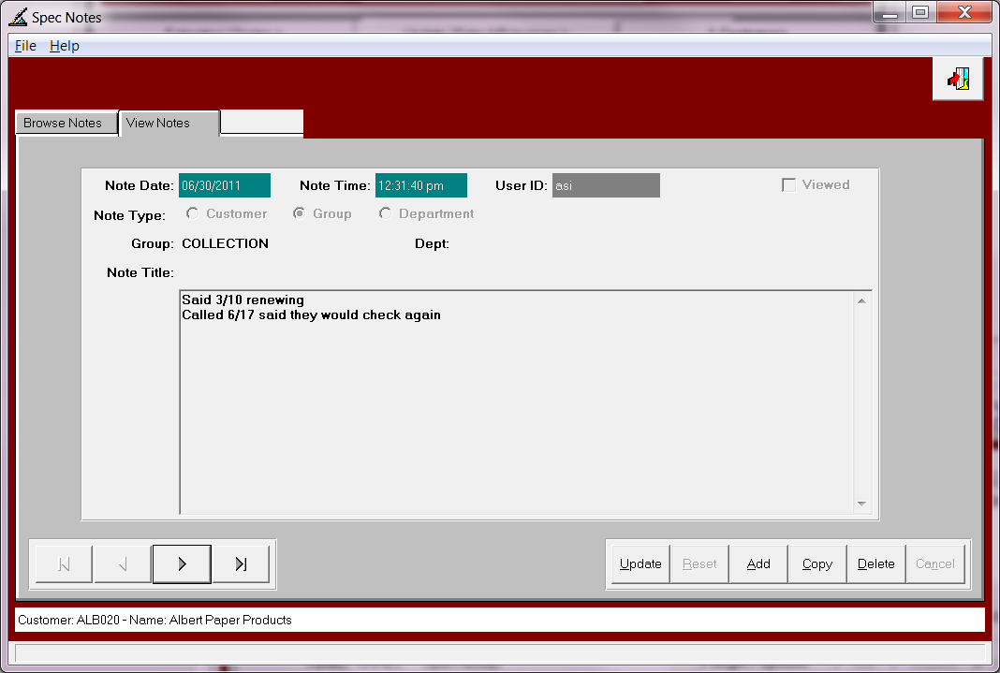 Spec Notes
File Help
Browse Notes View Notes
Note Date: 06/30/2011 Note Time: 12:31:40 pm User ID: asi Viewed
Note Type: Customer Group Department
Group: COLLECTION Dept:
Note Title:
Said 3/10 renewing
Called 6/17 said they would check again
Update Reset Add Copy Delete Cancel
Customer: ALB020 - Name: Albert Paper Products